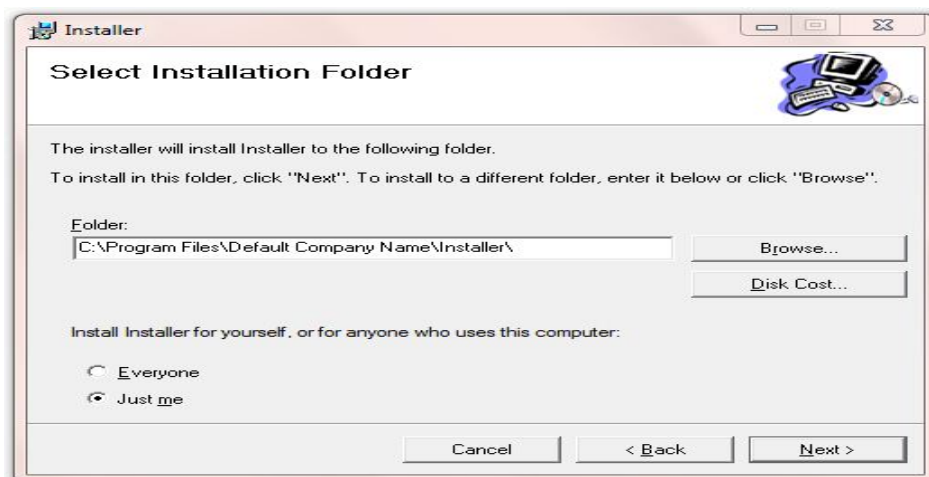 Installer
Select Installation Folder
The installer will install Installer to the following folder.
To install in this folder, click "Next". To install to a different folder, enter it below or click "Browse".
Folder:
C:\Program Files\Default Company Name\Installer\
Browse...
Disk Cost...
Install Installer for yourself, or for anyone who uses this computer:
Everyone
Just me
Cancel < Back Next >